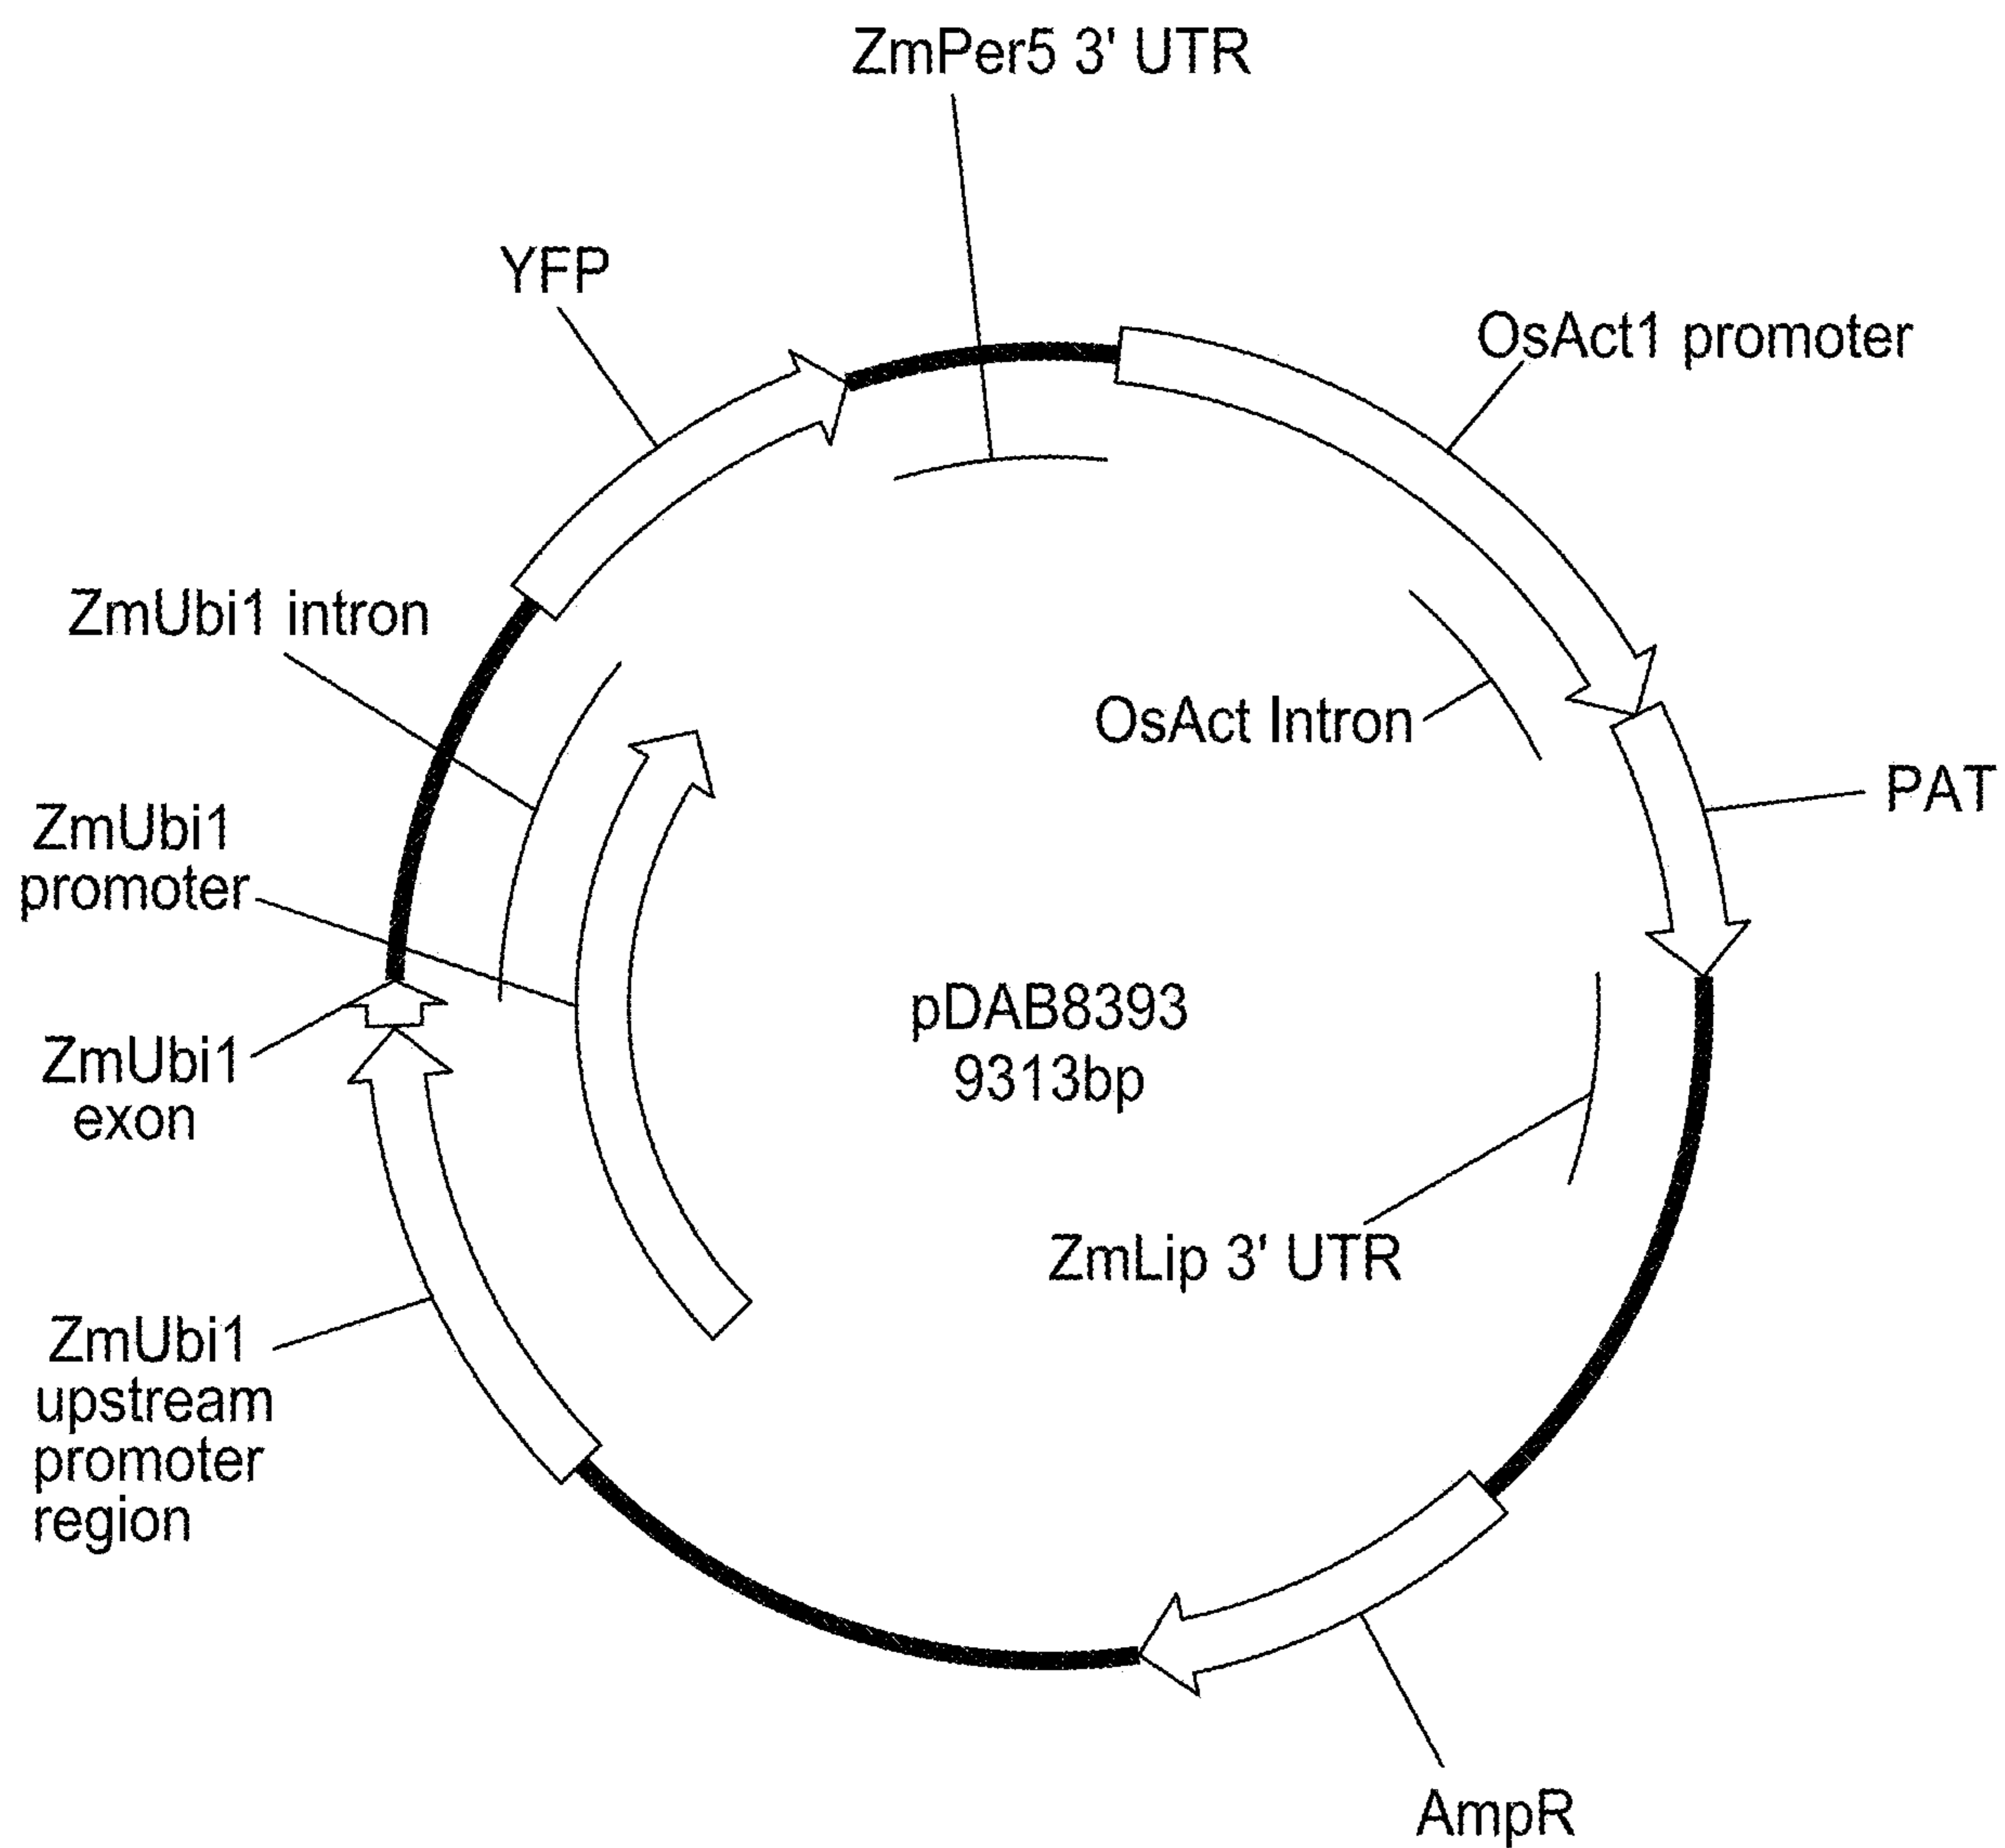 ZmPer5 3' UTR
YFP
OsAct1 promoter
ZmUbi1 intron
OsAct Intron
PAT
ZmUbi1
promoter
pDAB8393
9313bp
ZmUbi1
exon
ZmLip 3' UTR
ZmUbi1
upstream
promoter
region
AmpR